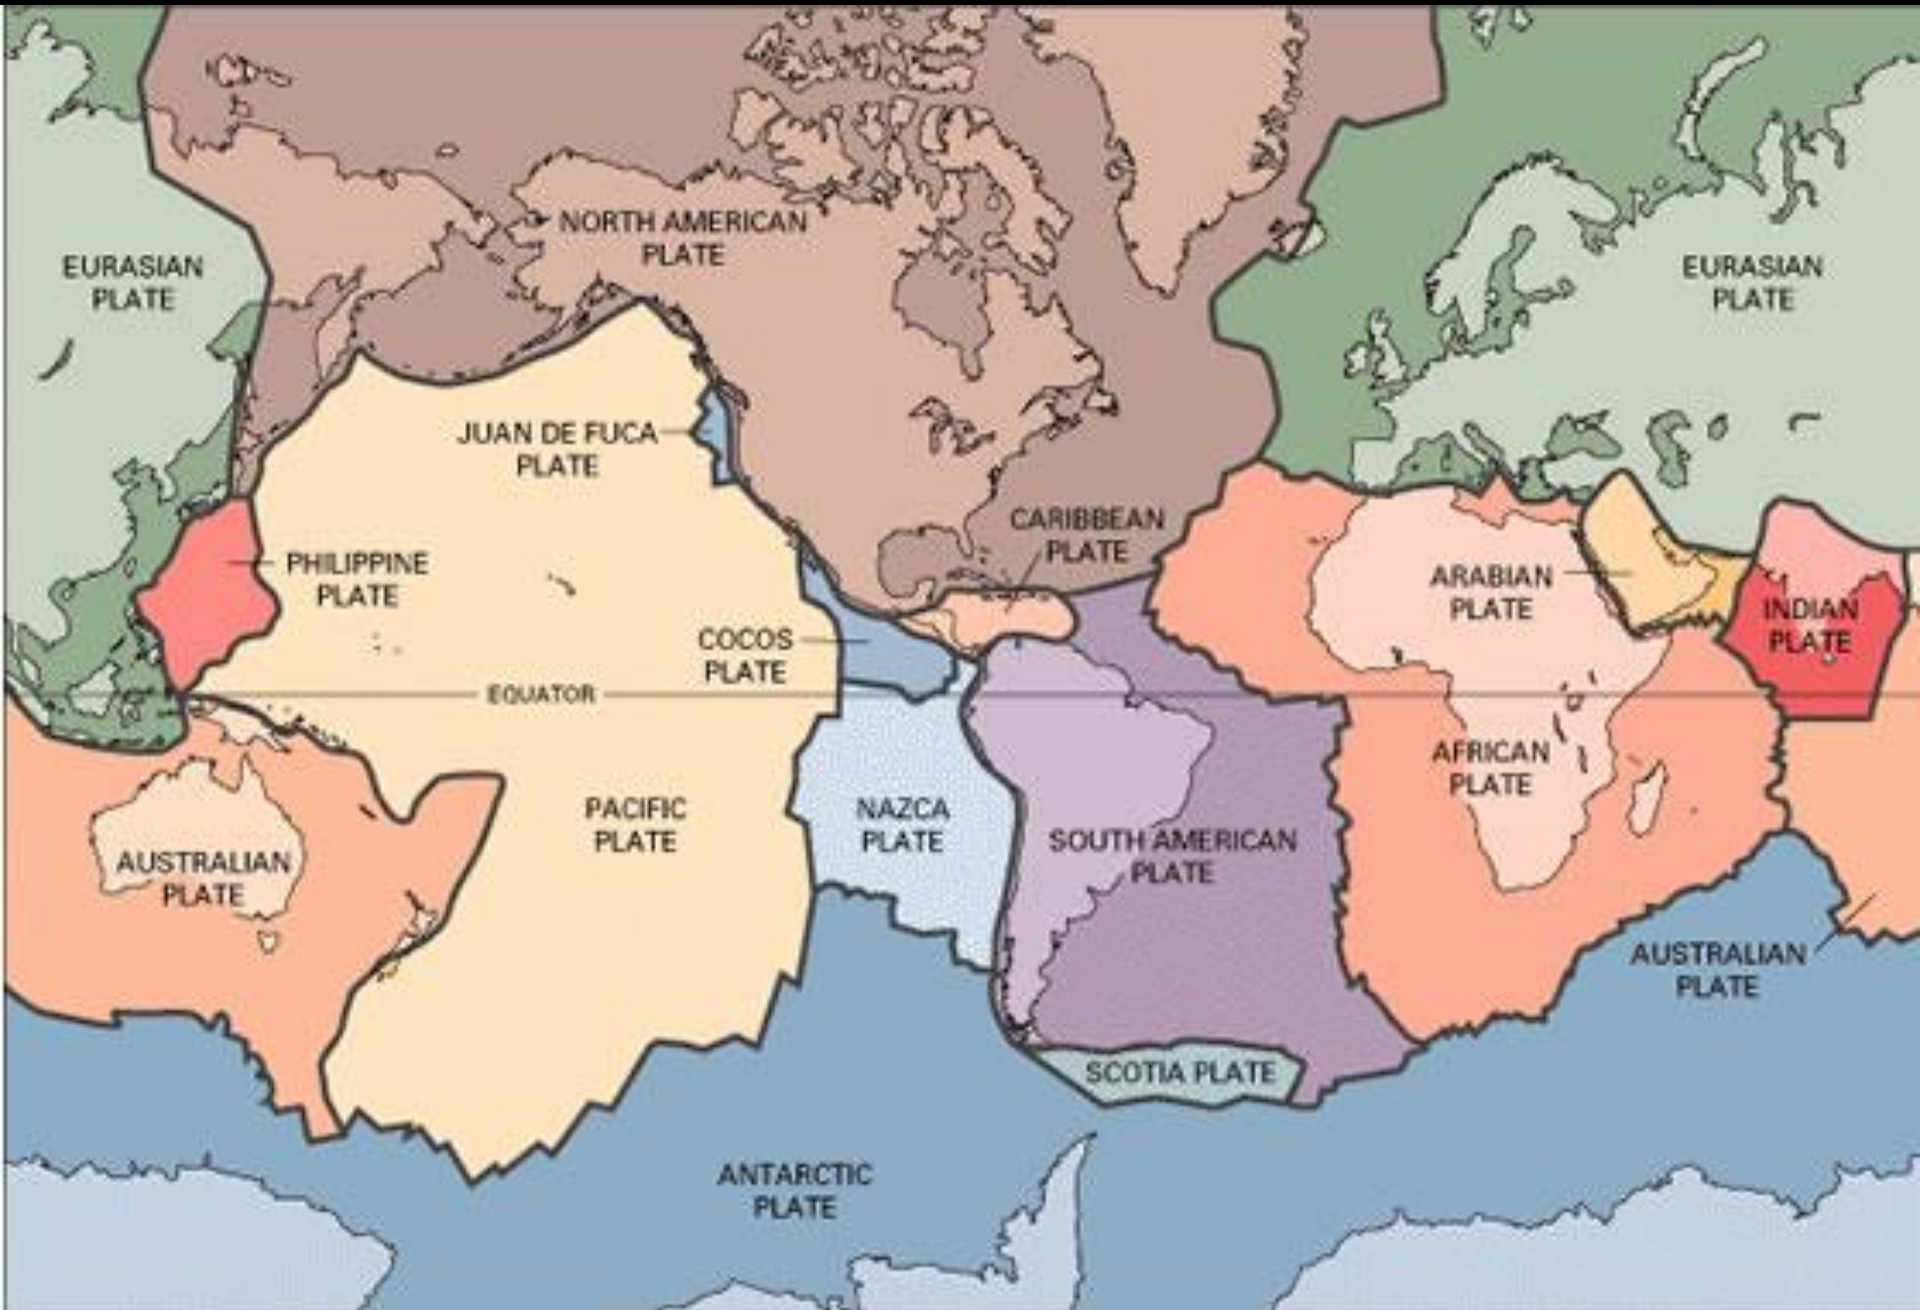 NORTH AMERICAN
PLATE
EURASIAN
PLATE
EURASIAN
PLATE
JUAN DE FUCA
PLATE
CARIBBEAN
PLATE
PHILIPPINE
PLATE
ARABIAN
PLATE
INDIAN
PLATE
COCOS
PLATE
EQUATOR
AFRICAN
PLATE
PACIFIC
PLATE
NAZCA
PLATE
SOUTH AMERICAN
PLATE
AUSTRALIAN
PLATE
AUSTRALIAN
PLATE
SCOTIA PLATE
ANTARCTIC
PLATE